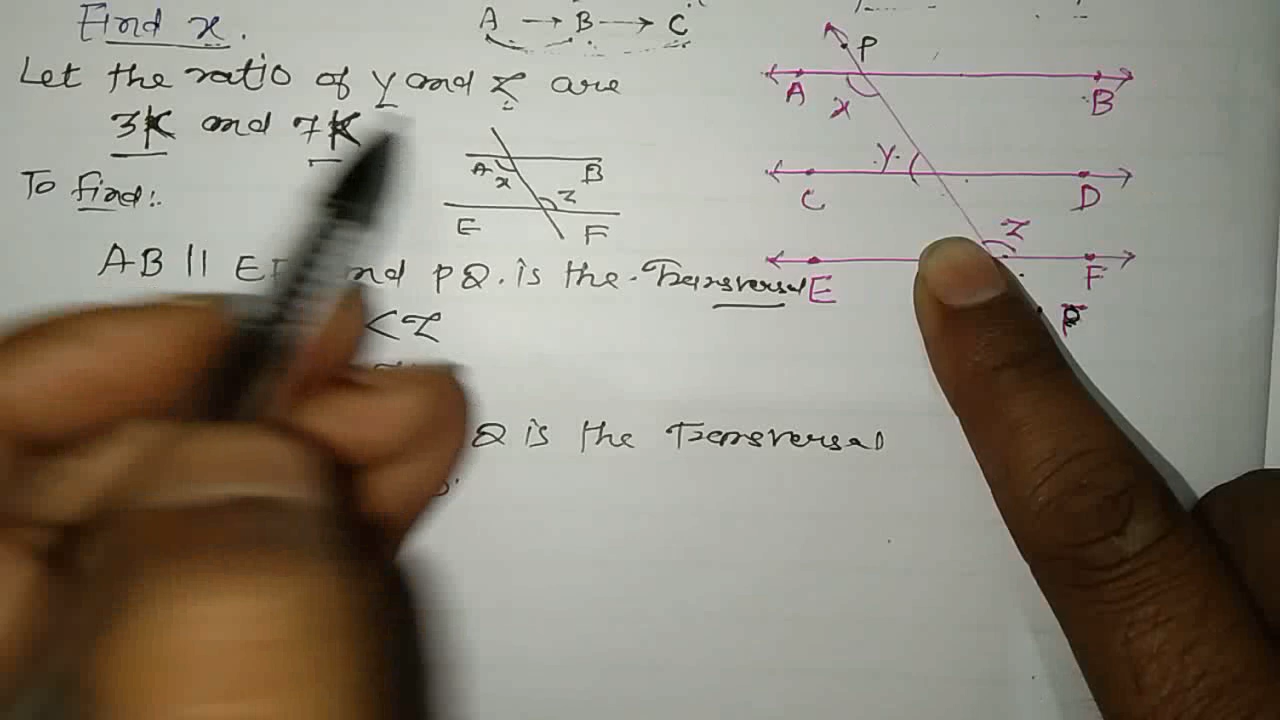 Find x.
A → B → C
Let the ratio of y and z are
3K and 7K
To find:
A x B
z
E F
AB || EF and PQ. is the Transversal
<z
Q is the Transversal
P
A x B
y
C D
z
E F